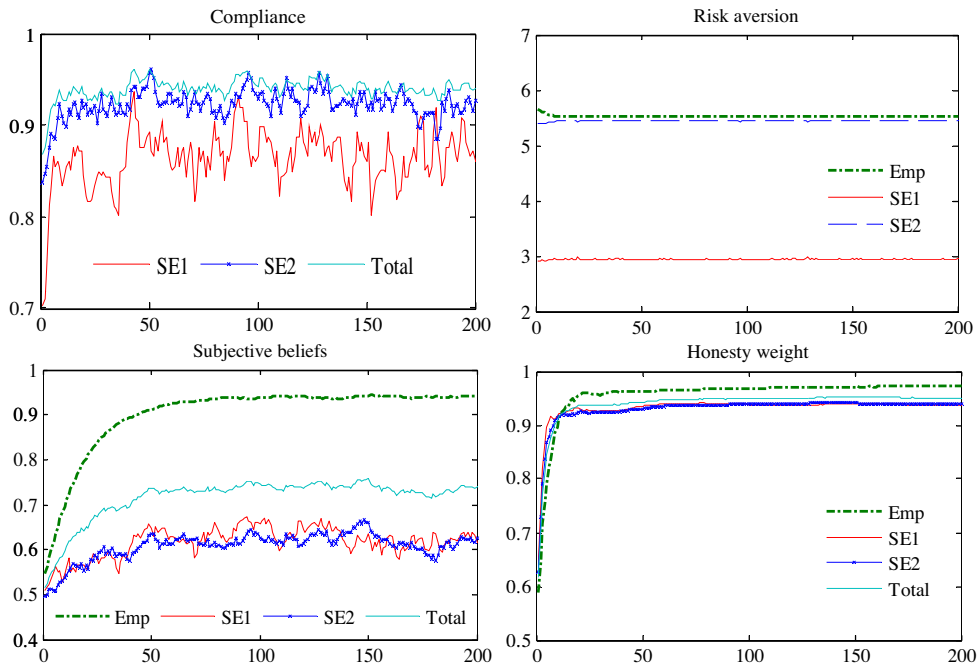 Compliance
1
0.9
0.8
0.7
0 50 100 150 200
SE1 SE2 Total
Risk aversion
7
6
5
4
3
2
0 50 100 150 200
Emp
SE1
SE2
Subjective beliefs
1
0.9
0.8
0.7
0.6
0.5
0.4
0 50 100 150 200
Emp SE1 SE2 Total
Honesty weight
1
0.9
0.8
0.7
0.6
0.5
0 50 100 150 200
Emp
SE1
SE2
Total